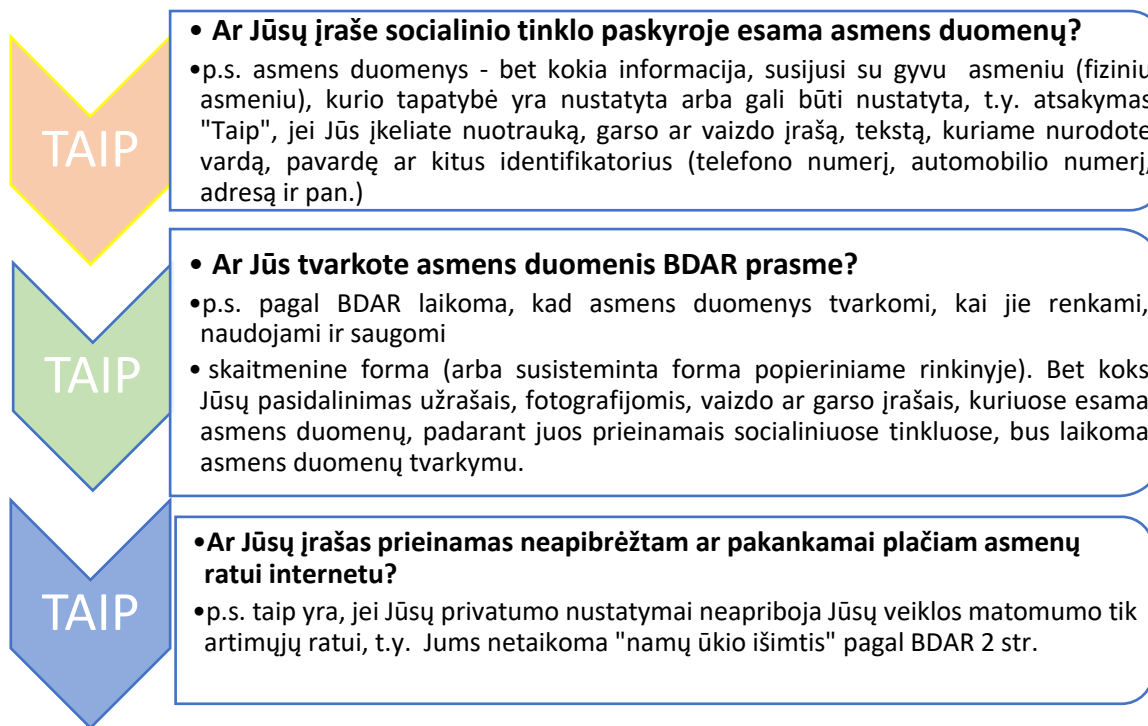 • Ar Jūsų įraše socialinio tinklo paskyroje esama asmens duomenų?
•p.s. asmens duomenys - bet kokia informacija, susijusi su gyvu asmeniu (fiziniu
asmeniu), kurio tapatybė yra nustatyta arba gali būti nustatyta, t.y. atsakymas
"Taip", jei Jūs įkeliate nuotrauką, garso ar vaizdo įrašą, tekstą, kuriame nurodote
vardą, pavardę ar kitus identifikatorius (telefono numerį, automobilio numerį,
adresą ir pan.)
TAIP
• Ar Jūs tvarkote asmens duomenis BDAR prasme?
•p.s. pagal BDAR laikoma, kad asmens duomenys tvarkomi, kai jie renkami,
naudojami ir saugomi
• skaitmenine forma (arba susisteminta forma popieriniame rinkinyje). Bet koks
Jūsų pasidalinimas užrašais, fotografijomis, vaizdo ar garso įrašais, kuriuose esama
asmens duomenų, padarant juos prieinamais socialiniuose tinkluose, bus laikoma
asmens duomenų tvarkymu.
TAIP
•Ar Jūsų įrašas prieinamas neapibrėžtam ar pakankamai plačiam asmenų
ratui internetu?
•p.s. taip yra, jei Jūsų privatumo nustatymai neapriboja Jūsų veiklos matomumo tik
artimųjų ratui, t.y. Jums netaikoma "namų ūkio išimtis" pagal BDAR 2 str.
TAIP